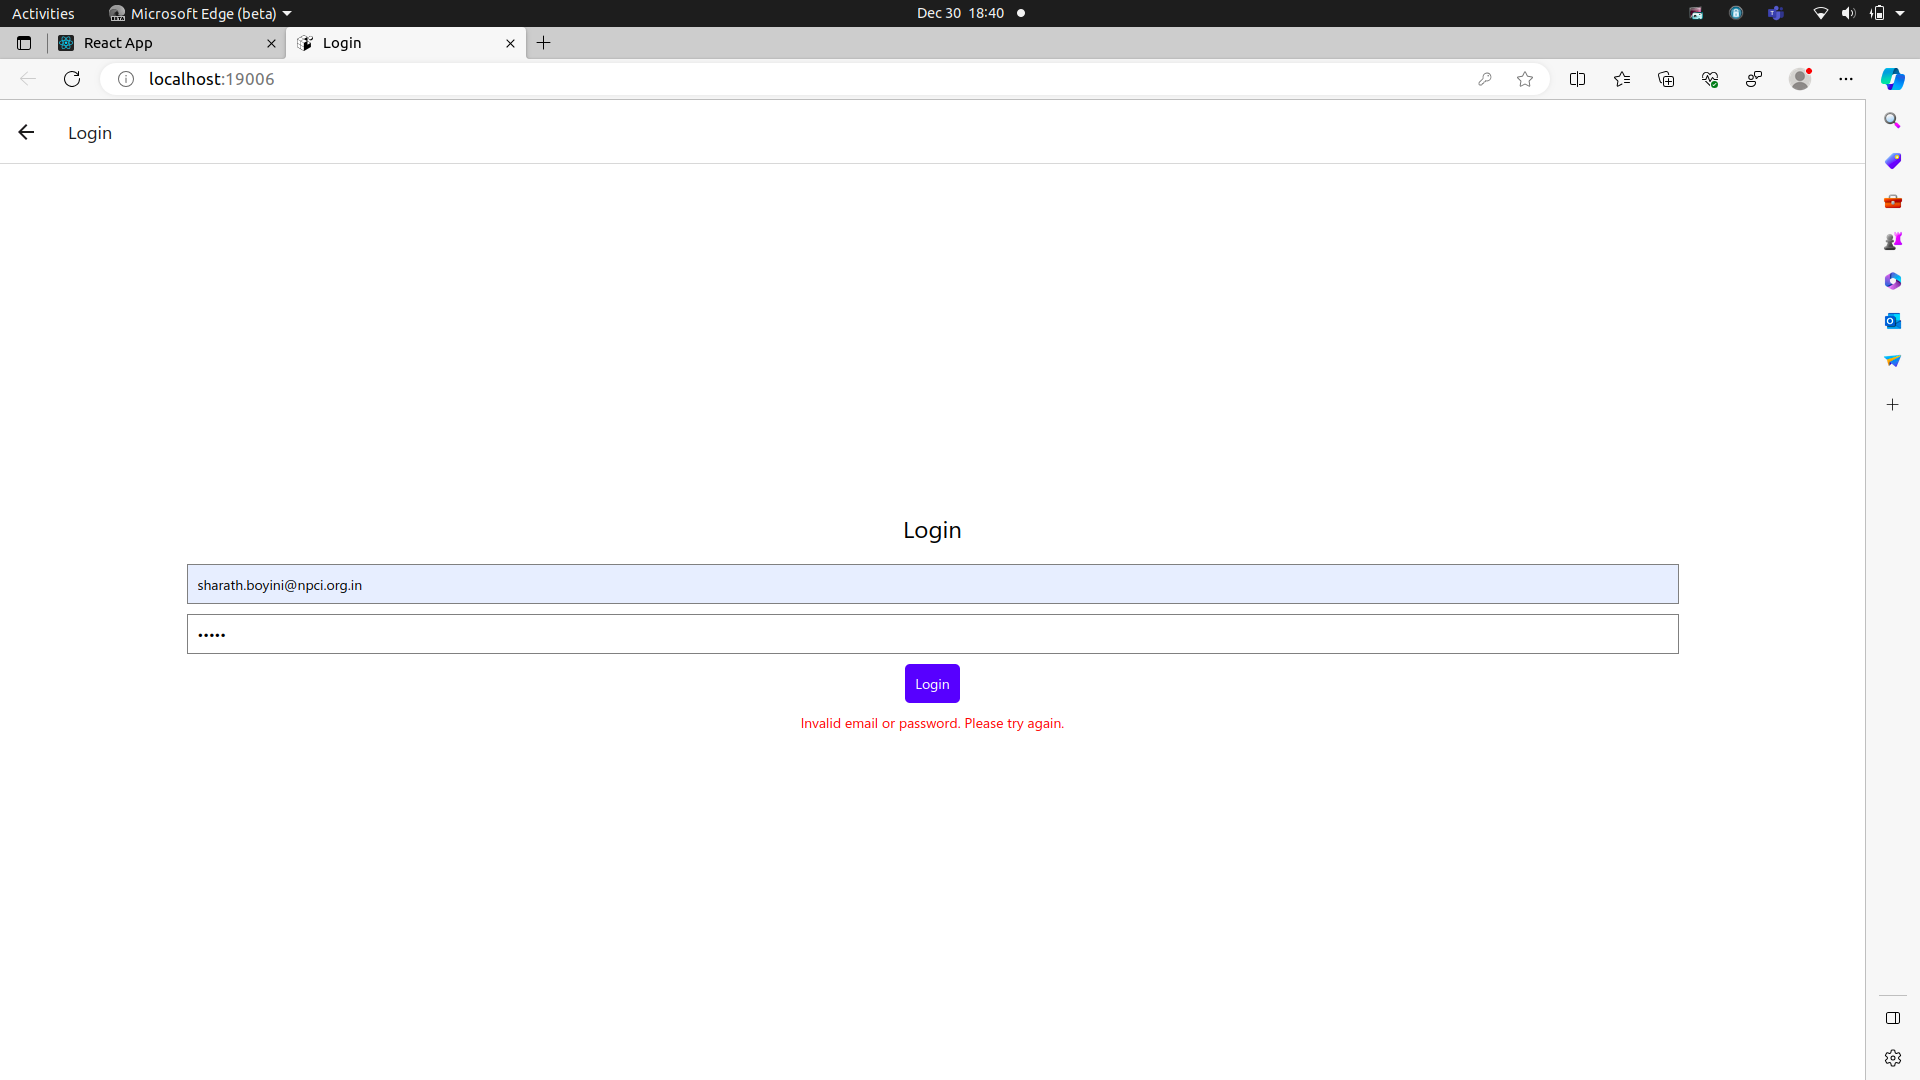 Activities
Microsoft Edge (beta)
Dec 30 18:40
React App
Login
localhost:19006
Login
Login
sharath.boyini@npci.org.in
•••••
Login
Invalid email or password. Please try again.